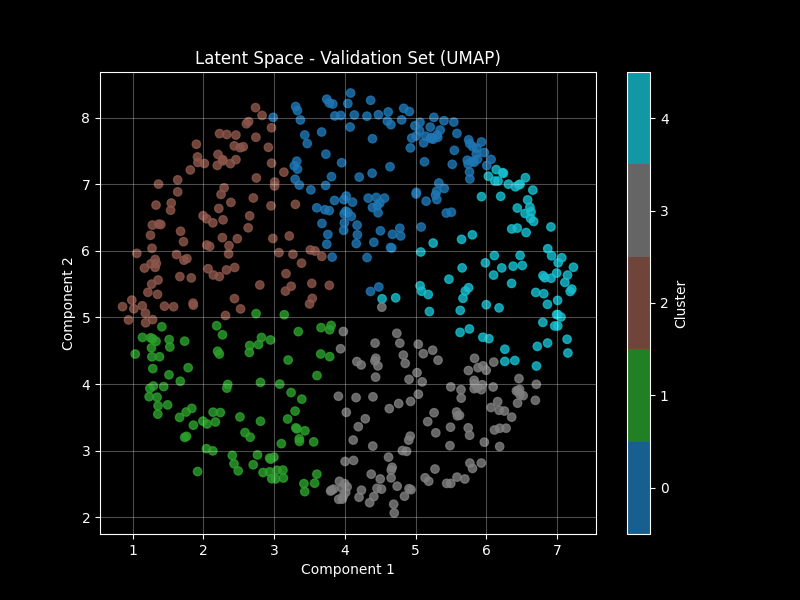 Latent Space - Validation Set (UMAP)
8
7
6
5
4
3
2
Component 2
1 2 3 4 5 6 7
Component 1
4
3
2
1
0
Cluster